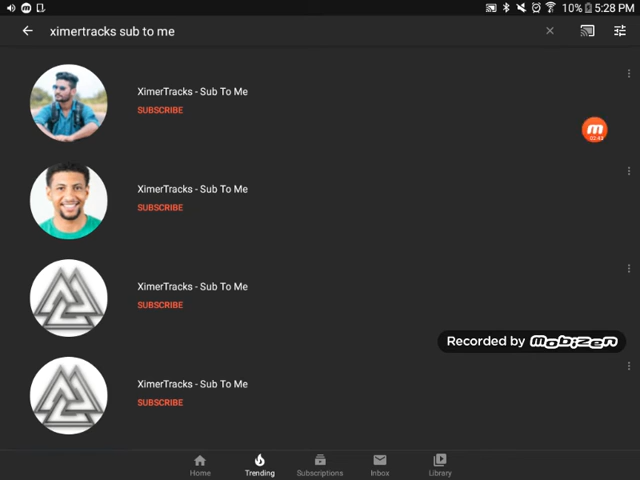 10% 5:28 PM
ximertracks sub to me
XimerTracks - Sub To Me
SUBSCRIBE
XimerTracks - Sub To Me
SUBSCRIBE
XimerTracks - Sub To Me
SUBSCRIBE
Recorded by Mobizen
XimerTracks - Sub To Me
SUBSCRIBE
Home Trending Subscriptions Inbox Library